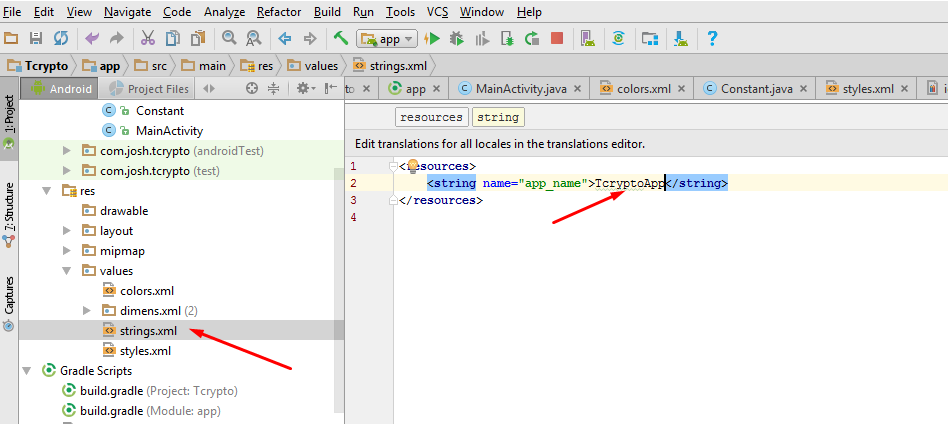 File Edit View Navigate Code Analyze Refactor Build Run Tools VCS Window Help
app
Tcrypto app src main res values strings.xml
Android Project Files
to app MainActivity.java colors.xml Constant.java styles.xml
1: Project
7: Structure
Captures
Constant
MainActivity
com.josh.tcrypto (androidTest)
com.josh.tcrypto (test)
res
drawable
layout
mipmap
values
colors.xml
dimens.xml (2)
strings.xml
styles.xml
Gradle Scripts
build.gradle (Project: Tcrypto)
build.gradle (Module: app)
resources string
Edit translations for all locales in the translations editor.
1 <resources>
2 <string name="app_name">TcryptoApp</string>
3 </resources>
4